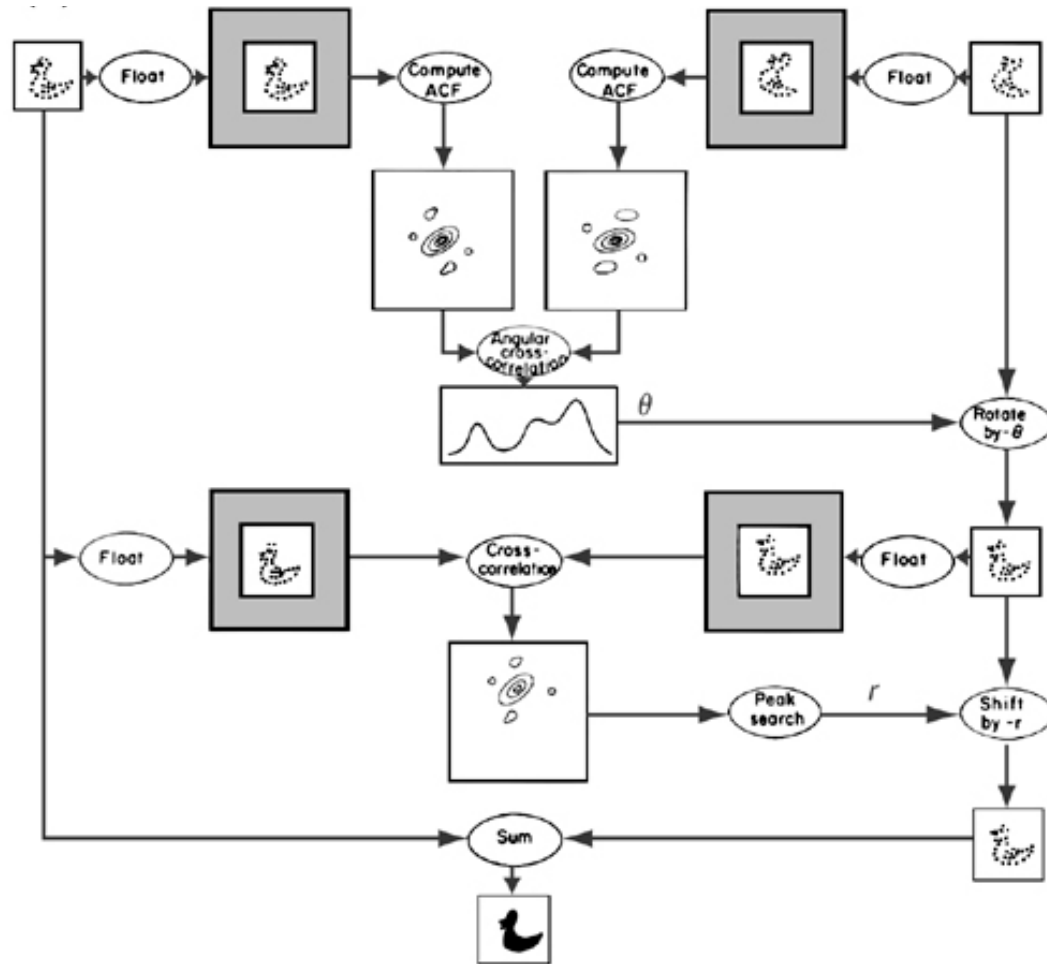 Float
Compute
ACF
Compute
ACF
Float
Angular
cross-
correlation
θ
Rotate
by-θ
Float
Cross-
correlation
Float
Peak
search
r
Shift
by -r
Sum